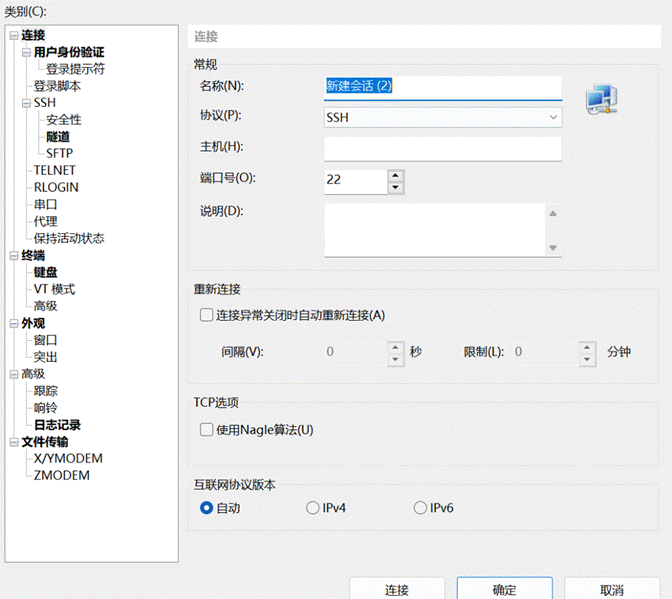 类别(C):
连接
用户身份验证
登录提示符
登录脚本
SSH
安全性
隧道
SFTP
TELNET
RLOGIN
串口
代理
保持活动状态
终端
键盘
VT 模式
高级
外观
窗口
突出
高级
跟踪
响铃
日志记录
文件传输
X/YMODEM
ZMODEM
连接
常规
名称(N):
新建会话 (2)
协议(P):
SSH
主机(H):
端口号(O):
22
说明(D):
重新连接
连接异常关闭时自动重新连接(A)
间隔(V): 0 秒 限制(L): 0 分钟
TCP选项
使用Nagle算法(U)
互联网协议版本
自动 IPv4 IPv6
连接 确定 取消